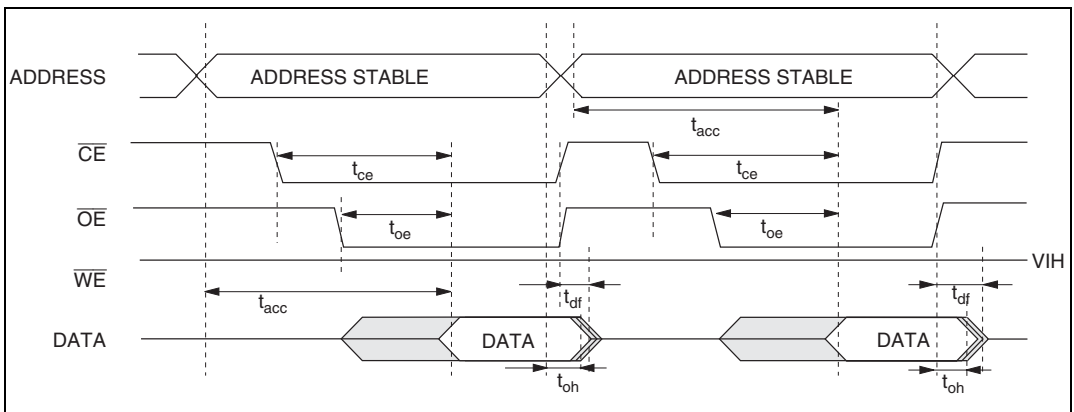 ADDRESS ADDRESS STABLE ADDRESS STABLE
tacc
CE tce tce
OE toe toe
WE VIH
tacc tdf tdf
DATA DATA DATA
toh toh